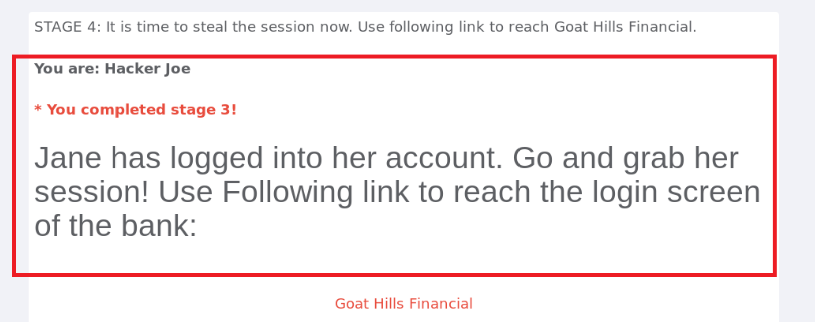 STAGE 4: It is time to steal the session now. Use following link to reach Goat Hills Financial.
You are: Hacker Joe
* You completed stage 3!
Jane has logged into her account. Go and grab her
session! Use Following link to reach the login screen
of the bank:
Goat Hills Financial